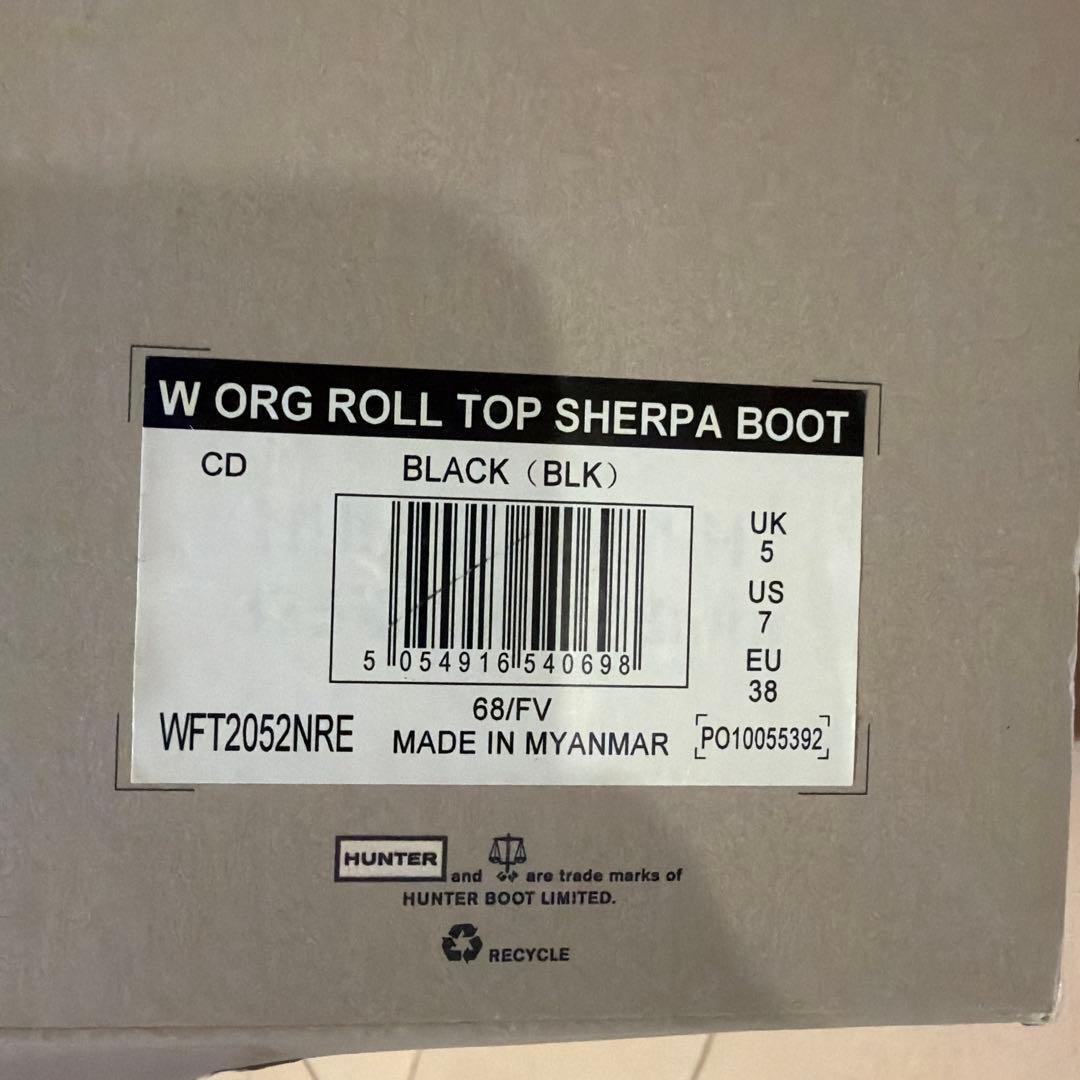 W ORG ROLL TOP SHERPA BOOT
CD BLACK（BLK）
UK
5
US
7
EU
38
5 054916 540698
68/FV
WFT2052NRE MADE IN MYANMAR PO10055392
HUNTER and are trade marks of
HUNTER BOOT LIMITED.
RECYCLE